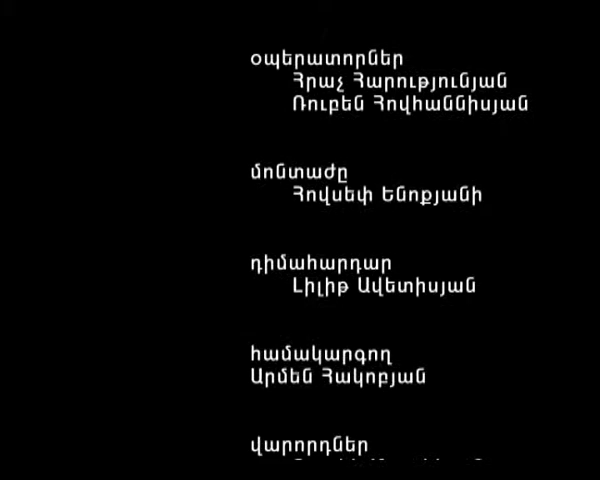 օպերատորներ
Հրաչ Հարությունյան
Ռուբեն Հովհաննիսյան
մոնտաժը
Հովսեփ Ենոքյանի
դիմահարդար
Լիլիթ Ավետիսյան
համակարգող
Արմեն Հակոբյան
վարորդներ